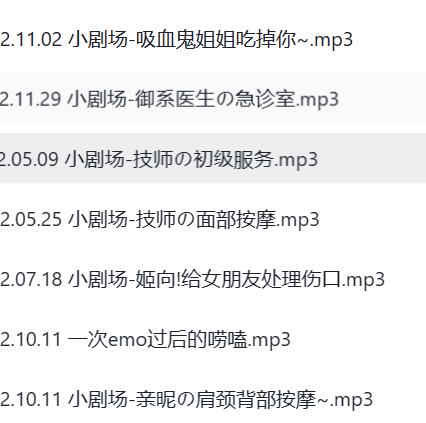 2.11.02 小剧场-吸血鬼姐姐吃掉你~.mp3
2.11.29 小剧场-御系医生の急诊室.mp3
2.05.09 小剧场-技师の初级服务.mp3
2.05.25 小剧场-技师の面部按摩.mp3
2.07.18 小剧场-姬向!给女朋友处理伤口.mp3
2.10.11 一次emo过后的唠嗑.mp3
2.10.11 小剧场-亲昵の肩颈背部按摩~.mp3